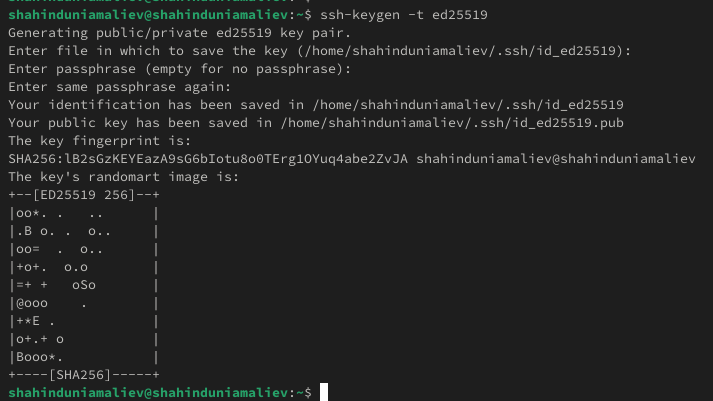 shahinduniamaliev@shahinduniamaliev:~$ ssh-keygen -t ed25519
Generating public/private ed25519 key pair.
Enter file in which to save the key (/home/shahinduniamaliev/.ssh/id_ed25519):
Enter passphrase (empty for no passphrase):
Enter same passphrase again:
Your identification has been saved in /home/shahinduniamaliev/.ssh/id_ed25519
Your public key has been saved in /home/shahinduniamaliev/.ssh/id_ed25519.pub
The key fingerprint is:
SHA256:lB2sGzKEYEazA9sG6bIotu8o0TErg1OYuq4abe2ZvJA shahinduniamaliev@shahinduniamaliev
The key's randomart image is:
+--[ED25519 256]--+
|oo*. .   ..      |
|.B o. .  o..     |
|oo=  .  o..      |
|+o+.  o.o        |
|=+ +   oSo       |
|@ooo    .        |
|+*E .            |
|o+.+ o           |
|Booo*.           |
+----[SHA256]-----+
shahinduniamaliev@shahinduniamaliev:~$